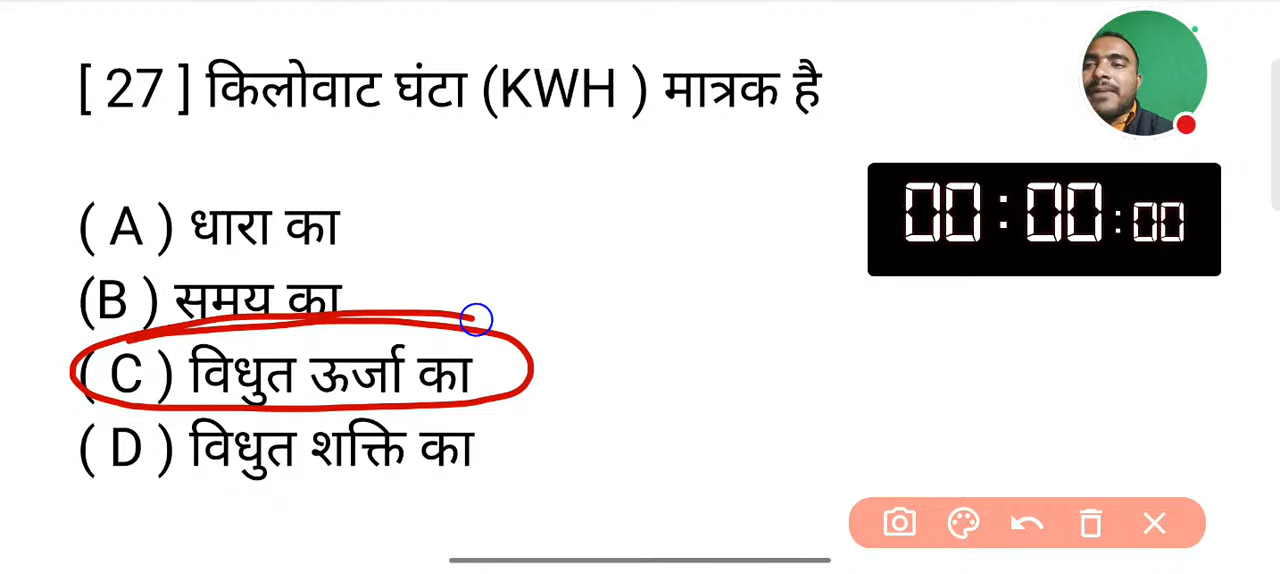 [ 27 ] किलोवाट घंटा (KWH ) मात्रक है
( A ) धारा का
(B ) समय का
( C ) विधुत ऊर्जा का
( D ) विधुत शक्ति का
00:00:00